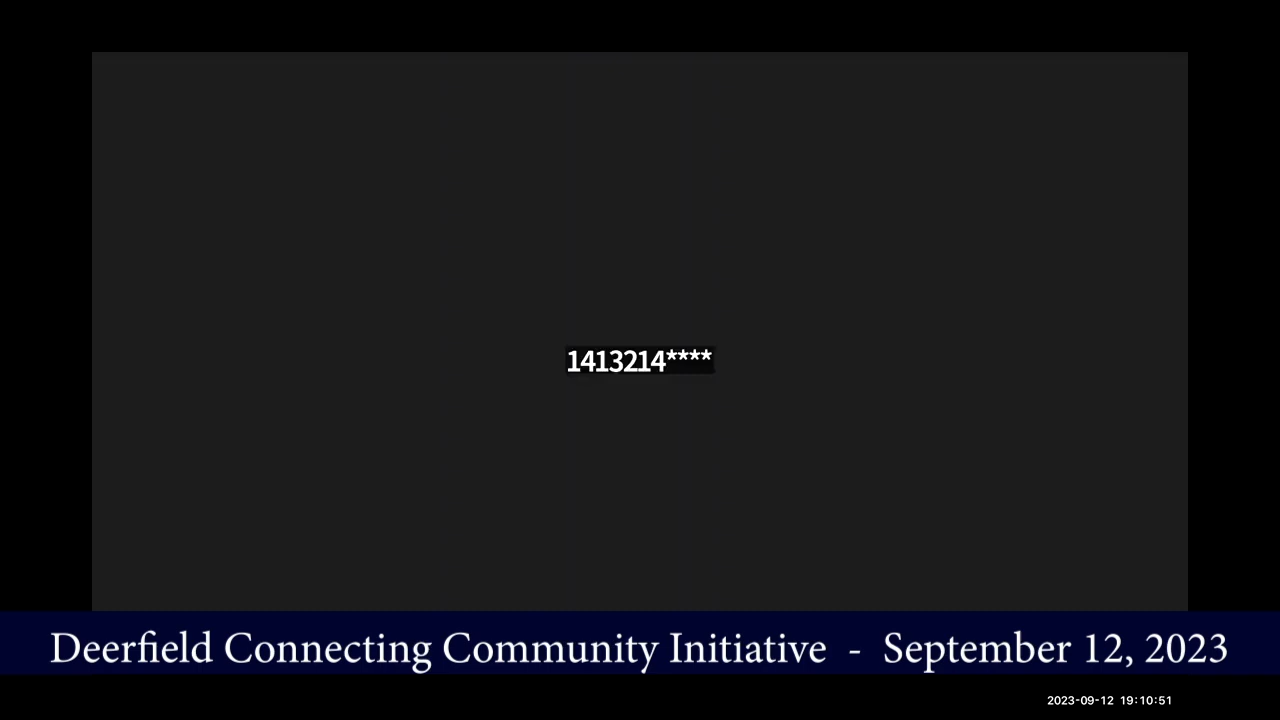 1413214****
Deerfield Connecting Community Initiative - September 12, 2023
2023-09-12 19:10:51